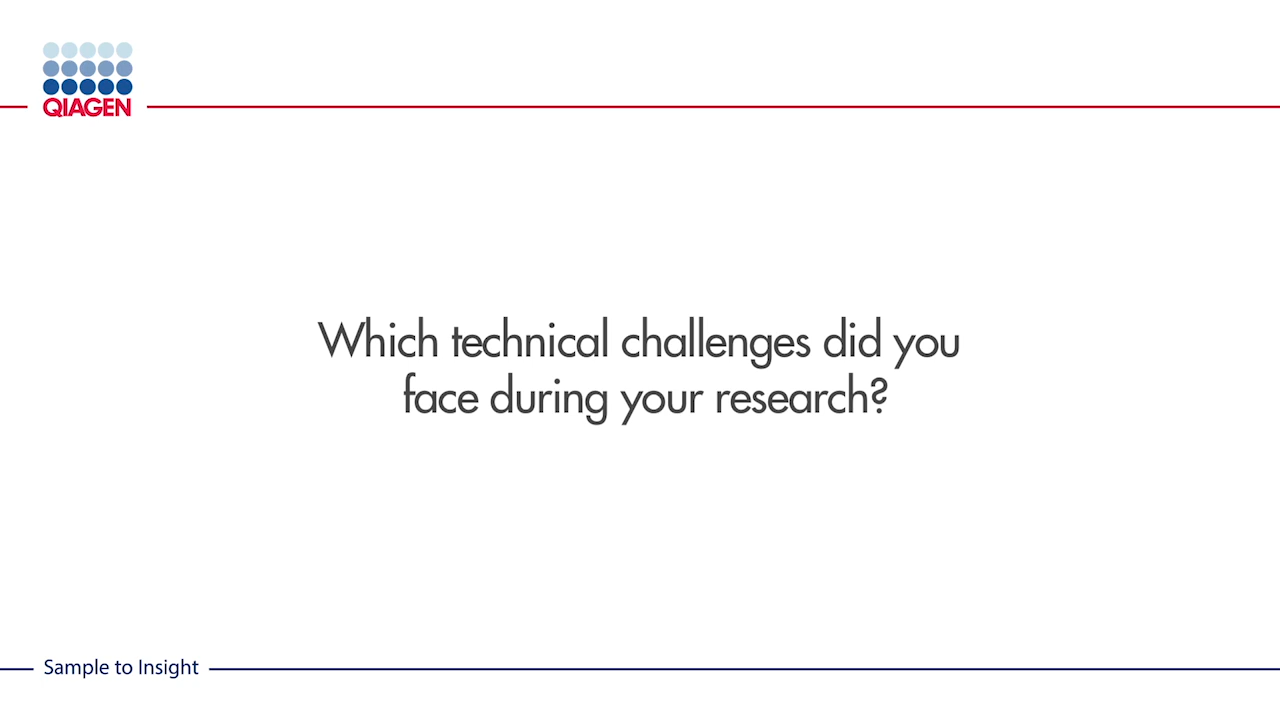 QIAGEN
Which technical challenges did you
face during your research?
Sample to Insight